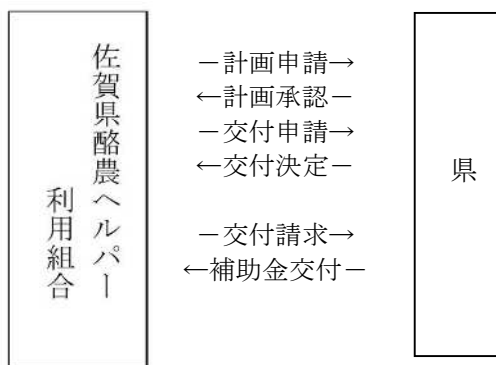 佐賀県酪農ヘルパー
利用組合
－計画申請→
←計画承認－
－交付申請→
←交付決定－
－交付請求→
←補助金交付－
県